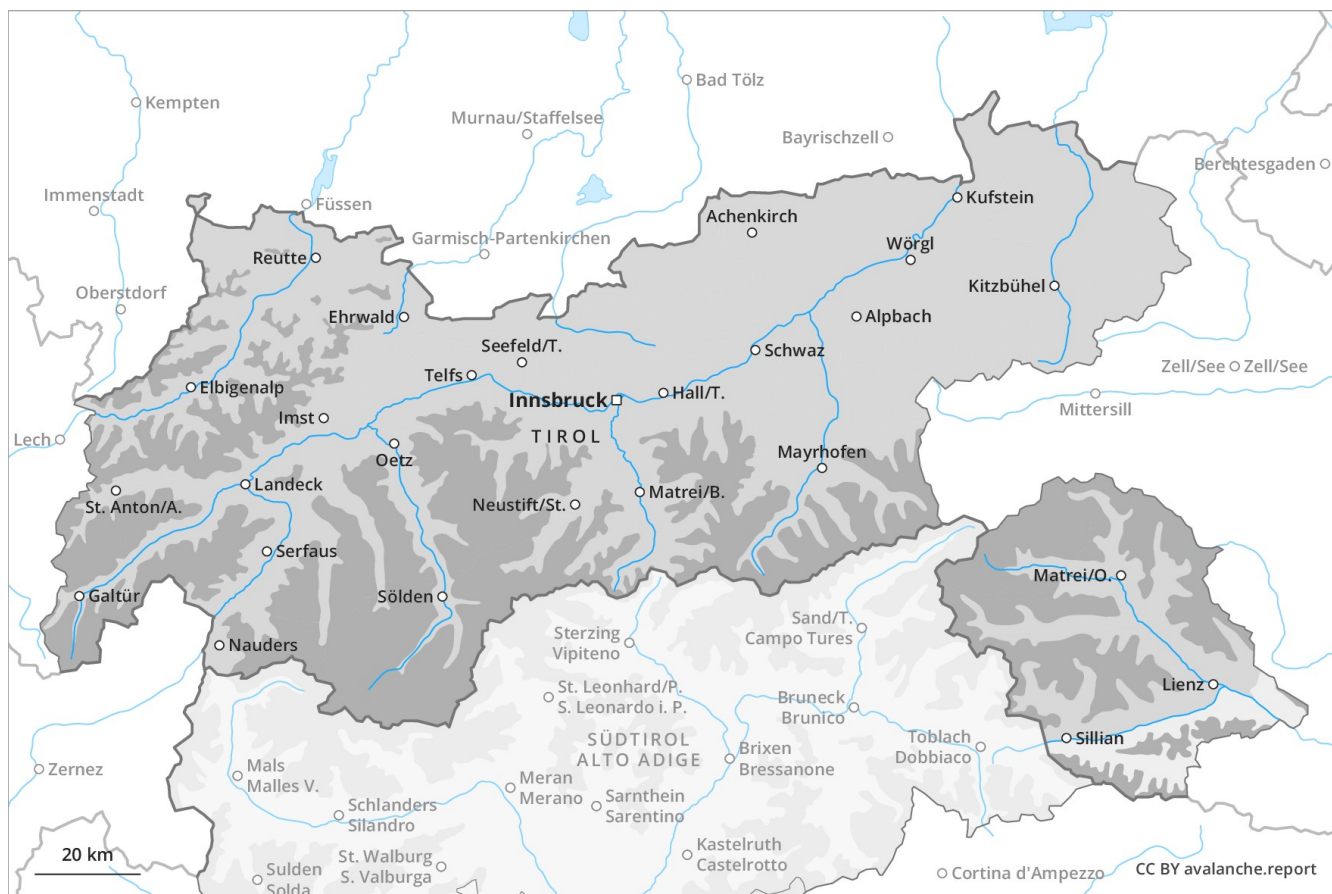 Kempten
Bad Tölz
Murnau/Staffelsee
Bayrischzell
Berchtesgaden
Immenstadt
Füssen
Kufstein
Achenkirch
Garmisch-Partenkirchen
Wörgl
Reutte
Oberstdorf
Kitzbühel
Ehrwald
Alpbach
Seefeld/T.
Schwaz
Telfs
Zell/See
Zell/See
Elbigenalp
Hall/T.
Innsbruck
Mittersill
Imst
Lech
TIROL
Oetz
Mayrhofen
Landeck
St. Anton/A.
Neustift/St.
Matrei/B.
Serfaus
Matrei/O.
Galtür
Sölden
Sand/T.
Campo Tures
Sterzing
Vipiteno
Nauders
Lienz
St. Leonhard/P.
S. Leonardo i. P.
Bruneck
Brunico
SÜDTIROL
ALTO ADIGE
Sillian
Toblach
Dobbiaco
Brixen
Bressanone
Zernez
Mals
Malles V.
Meran
Merano
Sarnthein
Sarentino
Schlanders
Silandro
Kastelruth
Castelrotto
20 km
St. Walburg
S. Valburga
Sulden
Solda
Cortina d'Ampezzo
CC BY avalanche.report